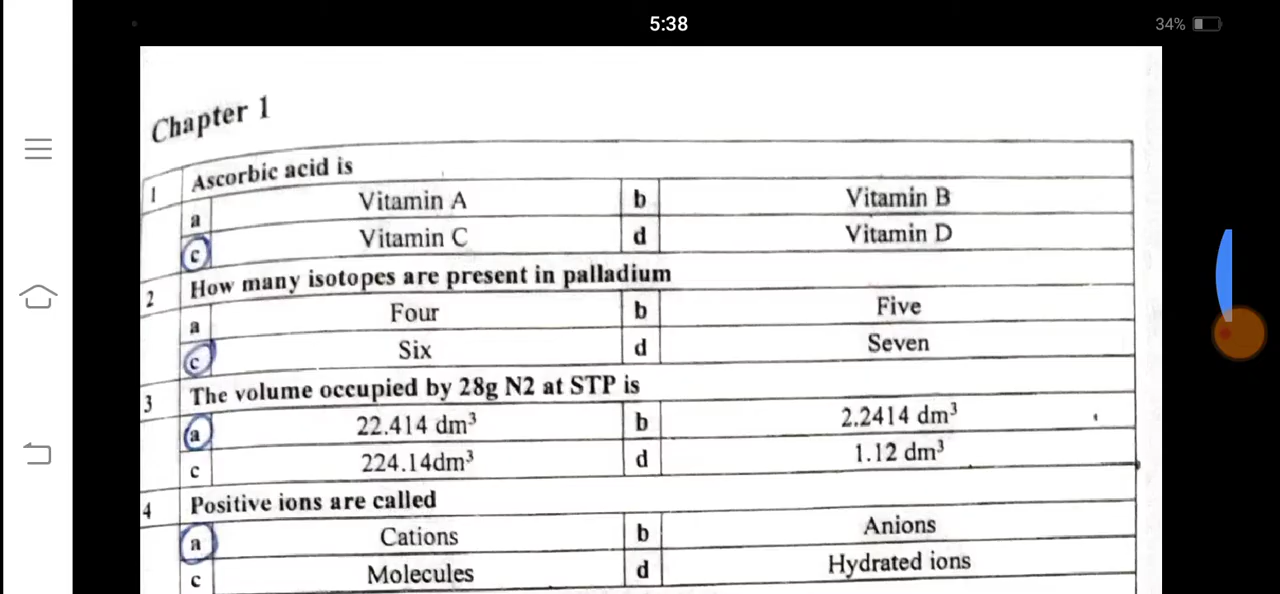 5:38
34%
Chapter 1
1 Ascorbic acid is
a Vitamin A b Vitamin B
c Vitamin C d Vitamin D
2 How many isotopes are present in palladium
a Four b Five
c Six d Seven
3 The volume occupied by 28g N2 at STP is
a 22.414 dm³ b 2.2414 dm³
c 224.14dm³ d 1.12 dm³
4 Positive ions are called
a Cations b Anions
c Molecules d Hydrated ions